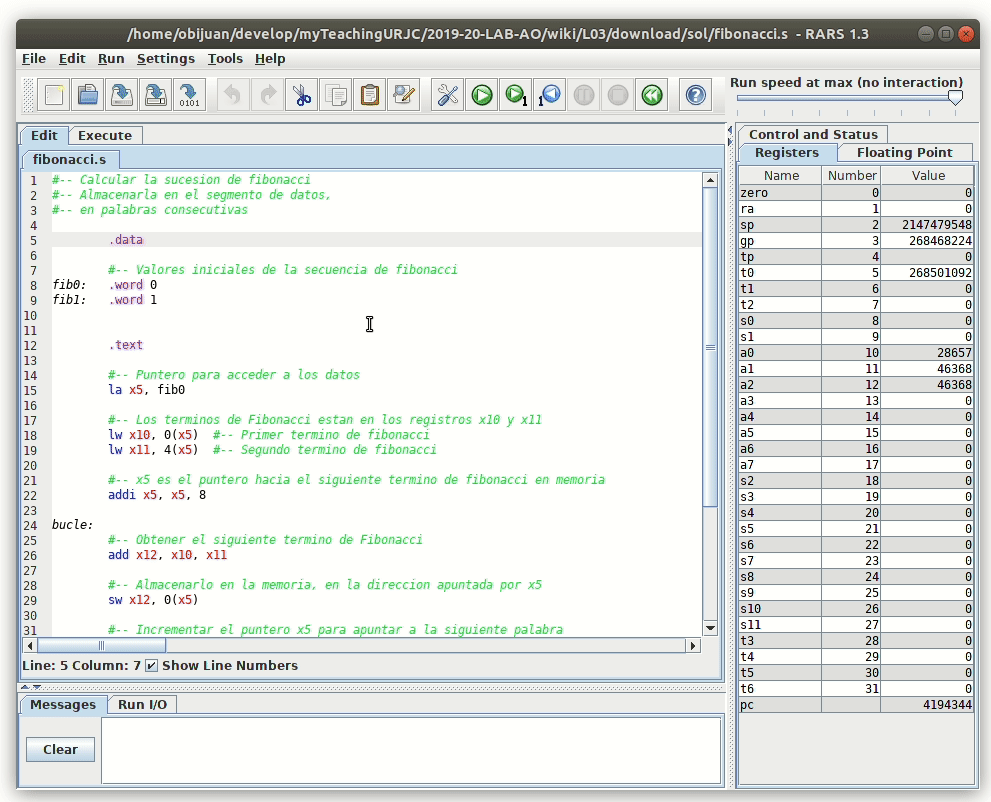 /home/obijuan/develop/myTeachingURJC/2019-20-LAB-AO/wiki/L03/download/sol/fibonacci.s - RARS 1.3
File Edit Run Settings Tools Help
Run speed at max (no interaction)
Edit Execute
fibonacci.s
1 #-- Calcular la sucesion de fibonacci
2 #-- Almacenarla en el segmento de datos,
3 #-- en palabras consecutivas
4
5 .data
6
7 #-- Valores iniciales de la secuencia de fibonacci
8 fib0: .word 0
9 fib1: .word 1
10
11
12 .text
13
14 #-- Puntero para acceder a los datos
15 la x5, fib0
16
17 #-- Los terminos de Fibonacci estan en los registros x10 y x11
18 lw x10, 0(x5) #-- Primer termino de fibonacci
19 lw x11, 4(x5) #-- Segundo termino de fibonacci
20
21 #-- x5 es el puntero hacia el siguiente termino de fibonacci en memoria
22 addi x5, x5, 8
23
24 bucle:
25 #-- Obtener el siguiente termino de Fibonacci
26 add x12, x10, x11
27
28 #-- Almacenarlo en la memoria, en la direccion apuntada por x5
29 sw x12, 0(x5)
30
31 #-- Incrementar el puntero x5 para apuntar a la siguiente palabra
Line: 5 Column: 7 Show Line Numbers
Messages Run I/O
Clear
Control and Status
Registers Floating Point
Name Number Value
zero 0 0
ra 1 0
sp 2 2147479548
gp 3 268468224
tp 4 0
t0 5 268501092
t1 6 0
t2 7 0
s0 8 0
s1 9 0
a0 10 28657
a1 11 46368
a2 12 46368
a3 13 0
a4 14 0
a5 15 0
a6 16 0
a7 17 0
s2 18 0
s3 19 0
s4 20 0
s5 21 0
s6 22 0
s7 23 0
s8 24 0
s9 25 0
s10 26 0
s11 27 0
t3 28 0
t4 29 0
t5 30 0
t6 31 0
pc 4194344